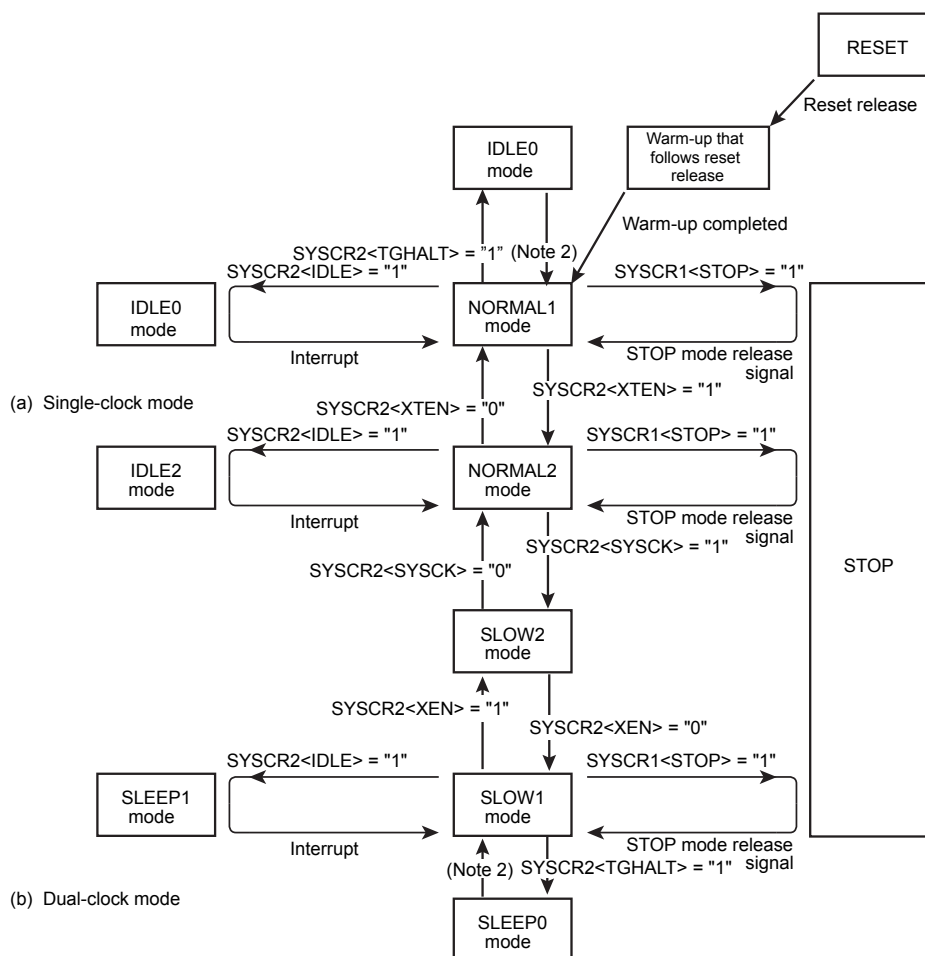 RESET
Reset release
IDLE0
mode
Warm-up that
follows reset
release
Warm-up completed
SYSCR2<TGHALT> = ”1”
(Note 2)
SYSCR2<IDLE> = "1"
SYSCR1<STOP> = "1"
IDLE0
mode
NORMAL1
mode
Interrupt
STOP mode release
signal
SYSCR2<XTEN> = "1"
(a) Single-clock mode
SYSCR2<XTEN> = "0"
SYSCR2<IDLE> = "1"
SYSCR1<STOP> = "1"
IDLE2
mode
NORMAL2
mode
Interrupt
STOP mode release
signal
SYSCR2<SYSCK> = "1"
SYSCR2<SYSCK> = "0"
STOP
SLOW2
mode
SYSCR2<XEN> = "1"
SYSCR2<XEN> = "0"
SYSCR2<IDLE> = "1"
SYSCR1<STOP> = "1"
SLEEP1
mode
SLOW1
mode
Interrupt
STOP mode release
signal
(Note 2)
SYSCR2<TGHALT> = "1"
(b) Dual-clock mode
SLEEP0
mode